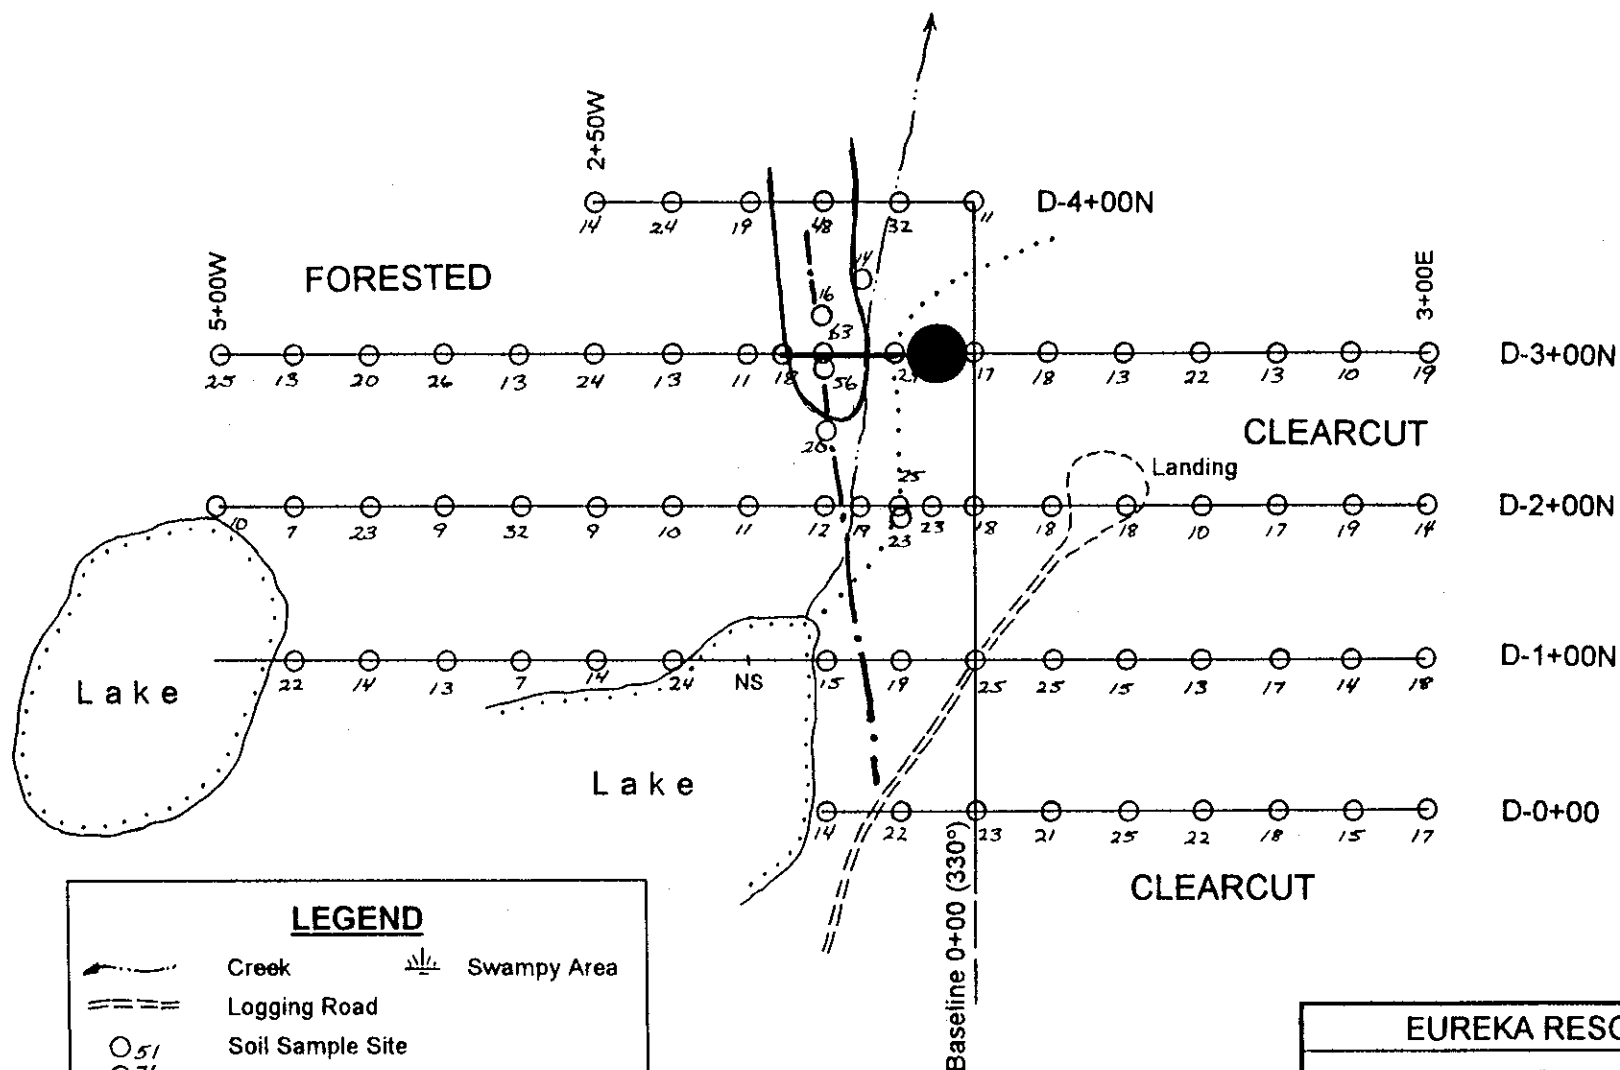 2+50W
D-4+00N
14 24 19 48 32 11
5+00W
FORESTED
14
3+00E
16
63
D-3+00N
25 13 20 26 13 24 13 11 18 56 17 18 13 22 13 10 19
CLEARCUT
20
Landing
25
D-2+00N
10 7 23 9 32 9 10 11 12 19 23 23 18 18 18 10 17 19 14
D-1+00N
22 14 13 7 14 24 NS 15 19 25 25 15 13 17 14 18
Lake
Lake
D-0+00
14 22 23 21 25 22 18 15 17
CLEARCUT
Baseline 0+00 (330°)
LEGEND
Creek
Swampy Area
Logging Road
51 Soil Sample Site
EUREKA